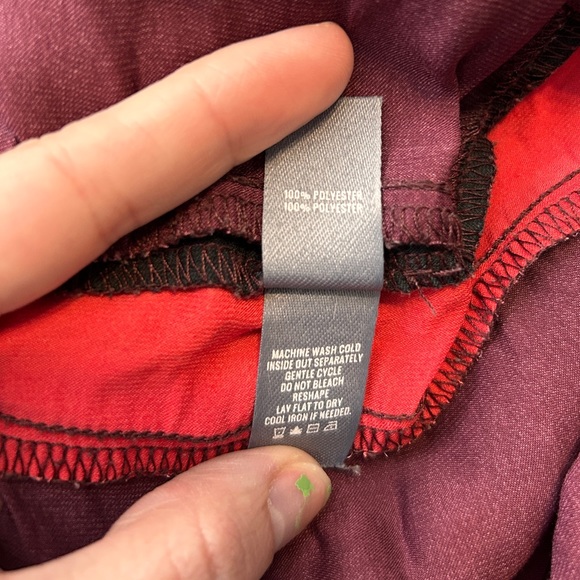 100% POLYESTER
100% POLYESTER
MACHINE WASH COLD
INSIDE OUT SEPARATELY
GENTLE CYCLE
DO NOT BLEACH
RESHAPE
LAY FLAT TO DRY
COOL IRON IF NEEDED.